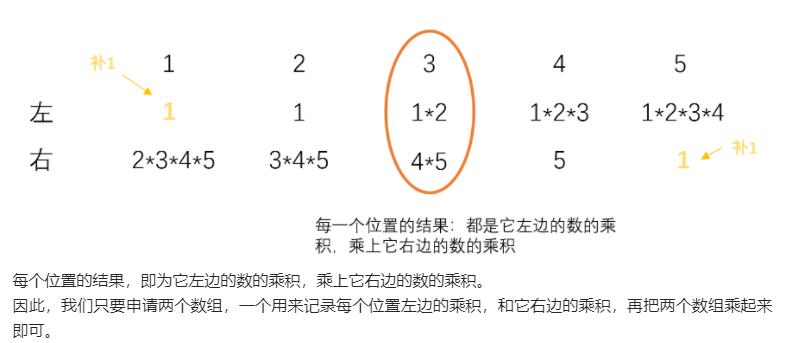 补1 1 2 3 4 5
左 1 1 1*2 1*2*3 1*2*3*4
右 2*3*4*5 3*4*5 4*5 5 1 补1
每一个位置的结果：都是它左边的数的乘
积，乘上它右边的数的乘积
每个位置的结果，即为它左边的数的乘积，乘上它右边的数的乘积。
因此，我们只要申请两个数组，一个用来记录每个位置左边的乘积，和它右边的乘积，再把两个数组乘起来
即可。